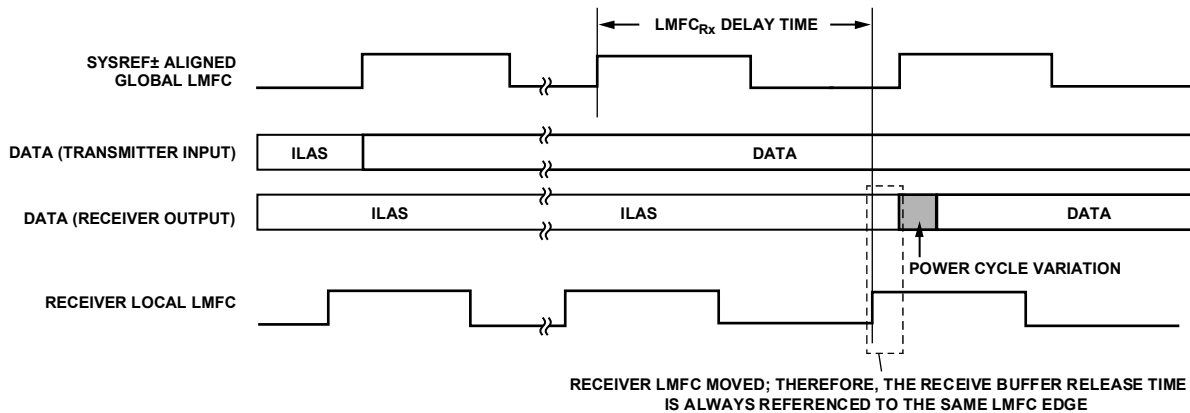 LMFCRx DELAY TIME
SYSREF± ALIGNED
GLOBAL LMFC
DATA (TRANSMITTER INPUT)
ILAS
DATA
DATA (RECEIVER OUTPUT)
ILAS
ILAS
DATA
POWER CYCLE VARIATION
RECEIVER LOCAL LMFC
RECEIVER LMFC MOVED; THEREFORE, THE RECEIVE BUFFER RELEASE TIME
IS ALWAYS REFERENCED TO THE SAME LMFC EDGE